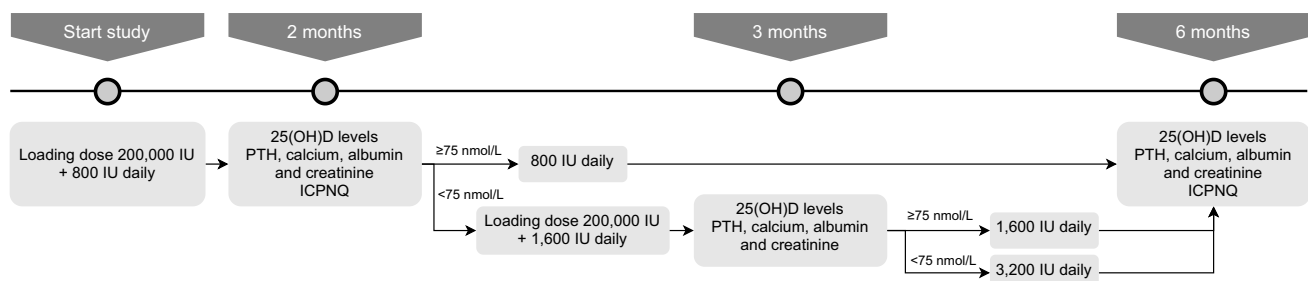 Start study
2 months
3 months
6 months
Loading dose 200,000 IU
+ 800 IU daily
25(OH)D levels
PTH, calcium, albumin
and creatinine
ICPNQ
≥75 nmol/L
800 IU daily
<75 nmol/L
Loading dose 200,000 IU
+ 1,600 IU daily
25(OH)D levels
PTH, calcium, albumin
and creatinine
≥75 nmol/L
1,600 IU daily
<75 nmol/L
3,200 IU daily
25(OH)D levels
PTH, calcium, albumin
and creatinine
ICPNQ